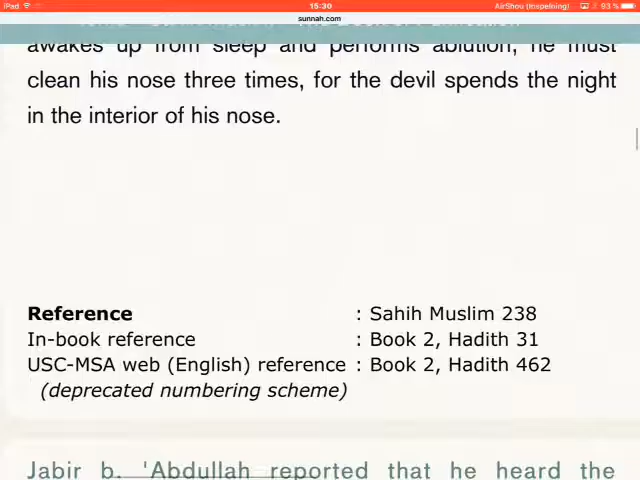 iPad 15:30 AirShou (Inspelning) 93 %
sunnah.com
awakes up from sleep and performs ablution, he must
clean his nose three times, for the devil spends the night
in the interior of his nose.
Reference : Sahih Muslim 238
In-book reference : Book 2, Hadith 31
USC-MSA web (English) reference : Book 2, Hadith 462
(deprecated numbering scheme)
Jabir b. 'Abdullah reported that he heard the